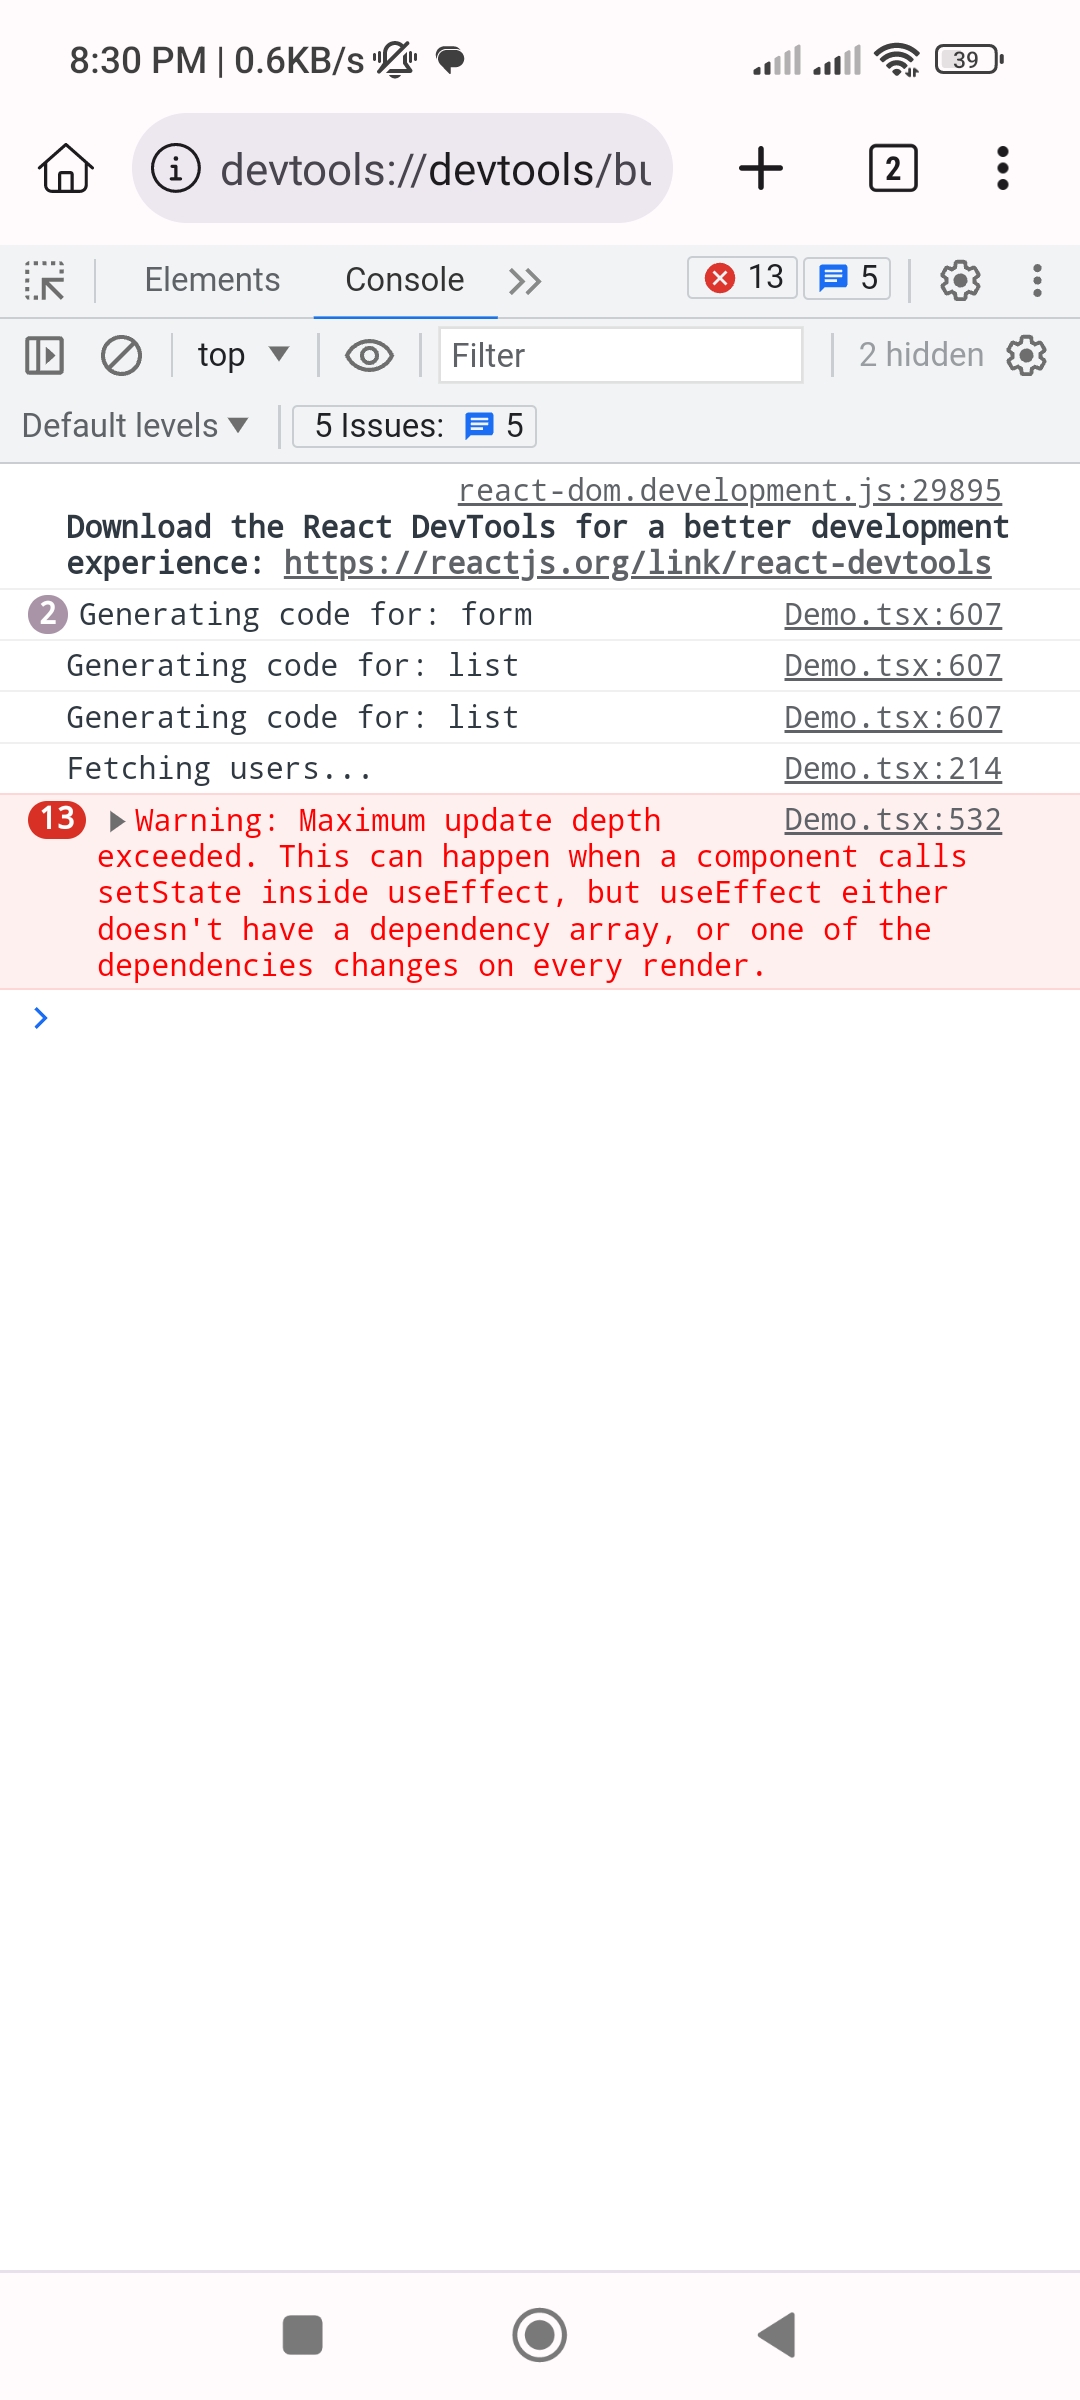 8:30 PM | 0.6KB/s
39
devtools://devtools/bu
2
Elements
Console
13
5
top
Filter
2 hidden
Default levels
5 Issues:
5
react-dom.development.js:29895
Download the React DevTools for a better development
experience: https://reactjs.org/link/react-devtools
2
Generating code for: form
Demo.tsx:607
Generating code for: list
Demo.tsx:607
Generating code for: list
Demo.tsx:607
Fetching users...
Demo.tsx:214
13
Warning: Maximum update depth
Demo.tsx:532
exceeded. This can happen when a component calls
setState inside useEffect, but useEffect either
doesn't have a dependency array, or one of the
dependencies changes on every render.